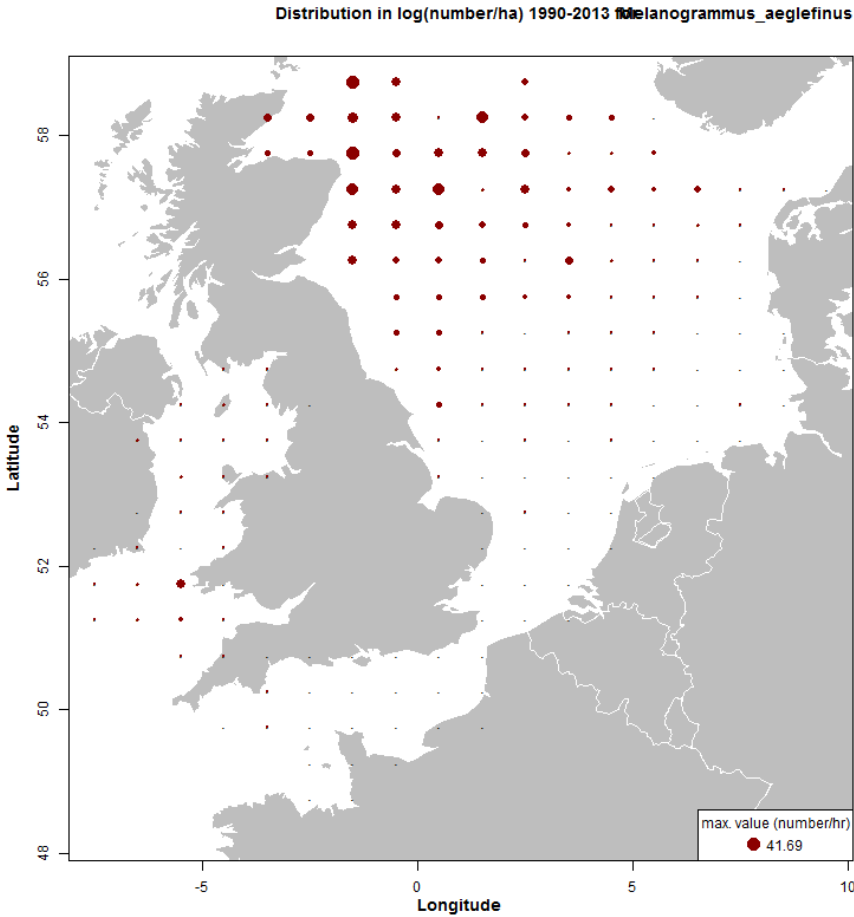 Distribution in log(number/ha) 1990-2013 for Melanogrammus_aeglefinus
58
56
54
52
50
48
Latitude
max. value (number/hr)
41.69
-5
0
5
10
Longitude